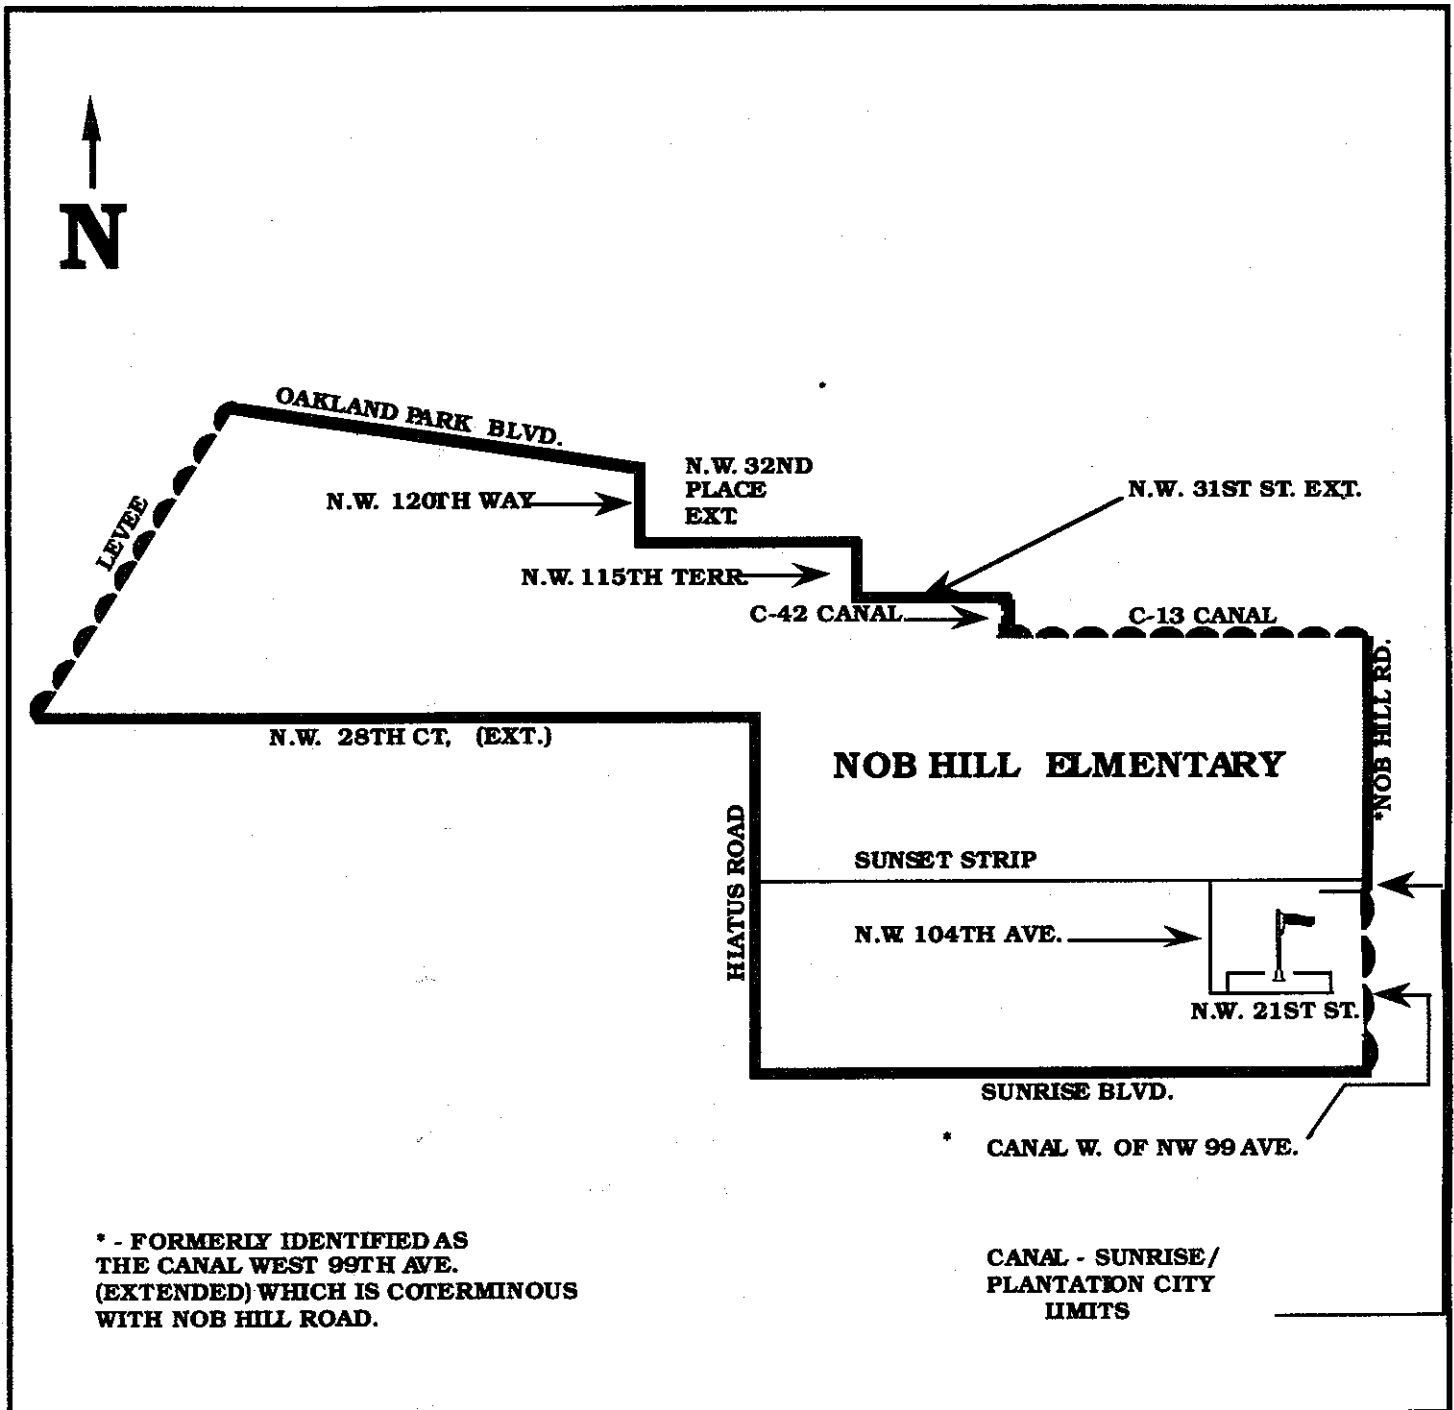 N
OAKLAND PARK BLVD.
N.W. 32ND
PLACE
EXT.
N.W. 120TH WAY
N.W. 31ST ST. EXT.
LEVEE
N.W. 115TH TERR.
C-42 CANAL
C-13 CANAL
*NOB HILL RD.
N.W. 28TH CT, (EXT.)
NOB HILL ELMENTARY
HIATUS ROAD
SUNSET STRIP
N.W. 104TH AVE.
N.W. 21ST ST.
SUNRISE BLVD.
* CANAL W. OF NW 99 AVE.
* - FORMERLY IDENTIFIED AS
THE CANAL WEST 99TH AVE.
(EXTENDED) WHICH IS COTERMINOUS
WITH NOB HILL ROAD.
CANAL - SUNRISE/
PLANTATION CITY
LIMITS